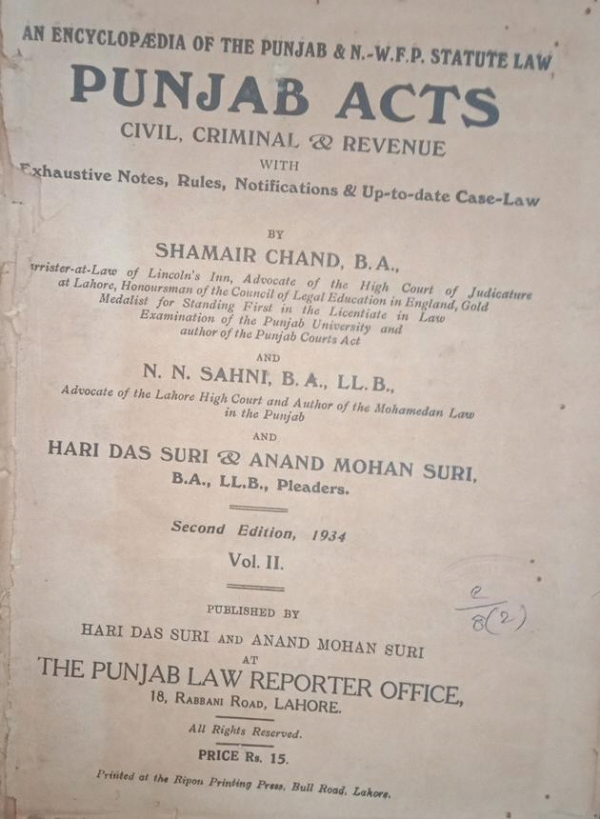 AN ENCYCLOPÆDIA OF THE PUNJAB & N.-W.F.P. STATUTE LAW
PUNJAB ACTS
CIVIL, CRIMINAL & REVENUE
WITH
Exhaustive Notes, Rules, Notifications & Up-to-date Case-Law
BY
SHAMAIR CHAND, B.A.,
arrister-at-Law of Lincoln's Inn, Advocate of the High Court of Judicature
at Lahore, Honoursman of the Council of Legal Education in England, Gold
Medalist for Standing First in the Licentiate in Law
Examination of the Punjab University and
author of the Punjab Courts Act
AND
N. N. SAHNI, B. A., LL. B.,
Advocate of the Lahore High Court and Author of the Mohamedan Law
in the Punjab
AND
HARI DAS SURI & ANAND MOHAN SURI,
B.A., LL.B., Pleaders.
Second Edition, 1934
Vol. II.
PUBLISHED BY
HARI DAS SURI AND ANAND MOHAN SURI
AT
THE PUNJAB LAW REPORTER OFFICE,
18, RABBANI ROAD, LAHORE.
All Rights Reserved.
PRICE Rs. 15.
Printed at the Ripon Printing Press, Bull Road, Lahore.
8(2)